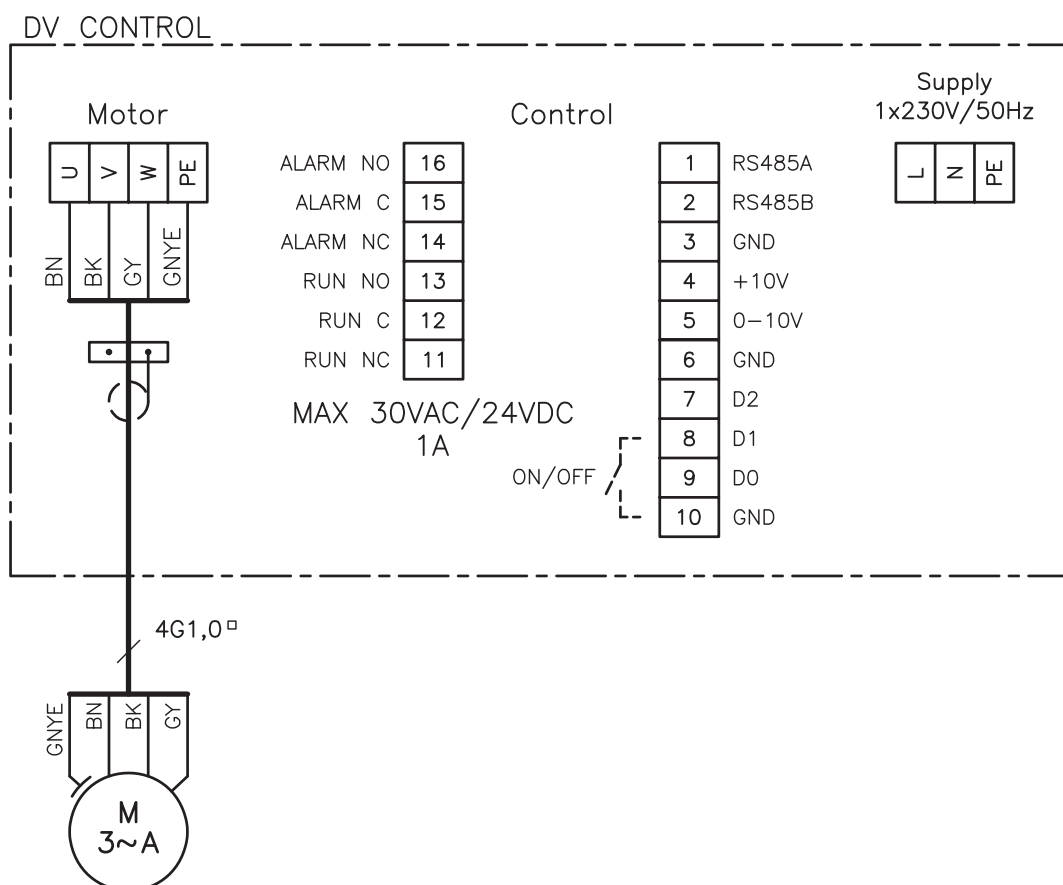 DV CONTROL
Motor
U V W PE
BN BK GY GNYE
Control
ALARM NO 16
ALARM C 15
ALARM NC 14
RUN NO 13
RUN C 12
RUN NC 11
MAX 30VAC/24VDC
1A
1 RS485A
2 RS485B
3 GND
4 +10V
5 0-10V
6 GND
7 D2
8 D1
9 D0
10 GND
ON/OFF
Supply
1x230V/50Hz
L N PE
4G1,0▫
GNYE BN BK GY
M
3~A